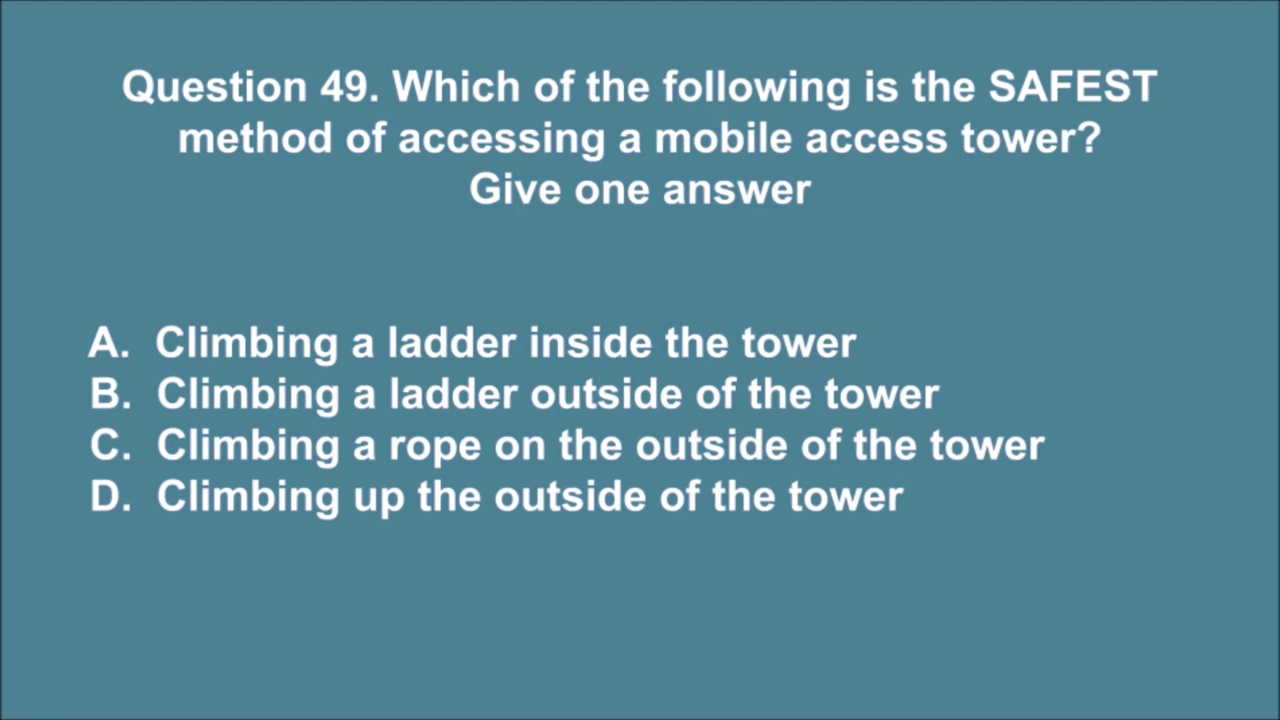 Question 49. Which of the following is the SAFEST
method of accessing a mobile access tower?
Give one answer
A. Climbing a ladder inside the tower
B. Climbing a ladder outside of the tower
C. Climbing a rope on the outside of the tower
D. Climbing up the outside of the tower